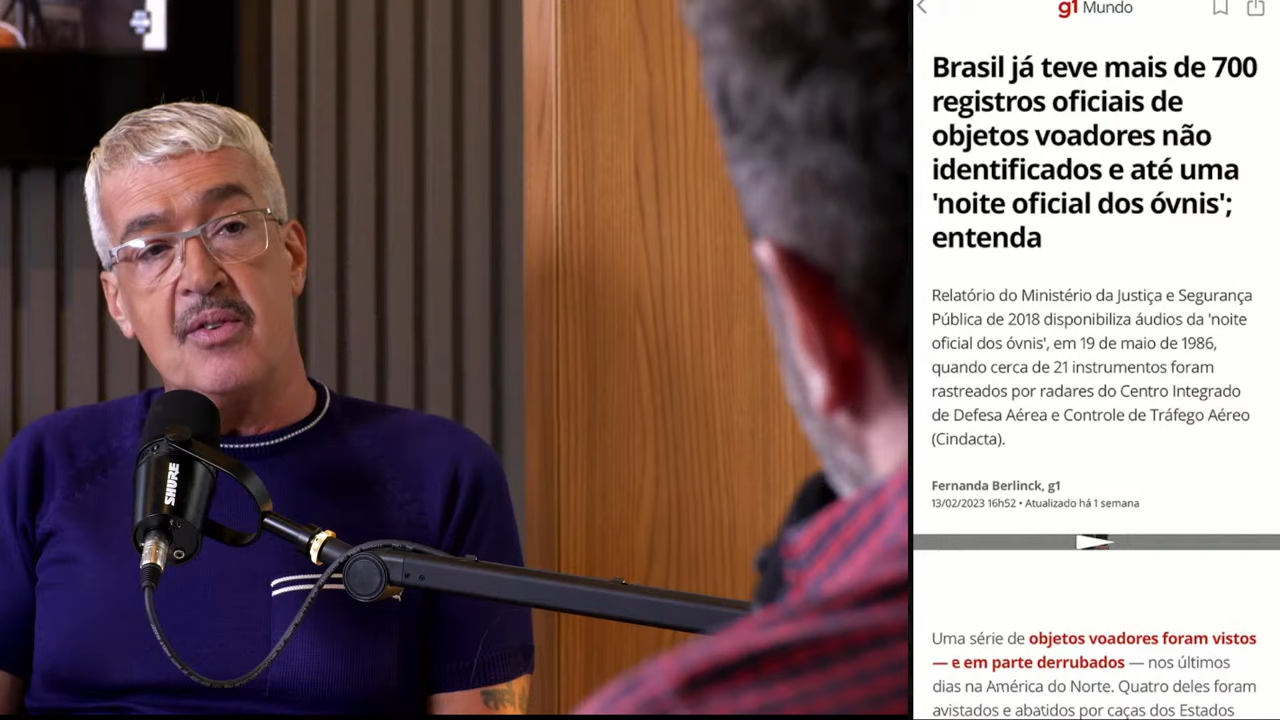 SHURE
g1 Mundo
Brasil já teve mais de 700
registros oficiais de
objetos voadores não
identificados e até uma
'noite oficial dos óvnis';
entenda
Relatório do Ministério da Justiça e Segurança
Pública de 2018 disponibiliza áudios da 'noite
oficial dos óvnis', em 19 de maio de 1986,
quando cerca de 21 instrumentos foram
rastreados por radares do Centro Integrado
de Defesa Aérea e Controle de Tráfego Aéreo
(Cindacta).
Fernanda Berlinck, g1
13/02/2023 16h52 • Atualizado há 1 semana
Uma série de objetos voadores foram vistos
— e em parte derrubados — nos últimos
dias na América do Norte. Quatro deles foram
avistados e abatidos por caças dos Estados